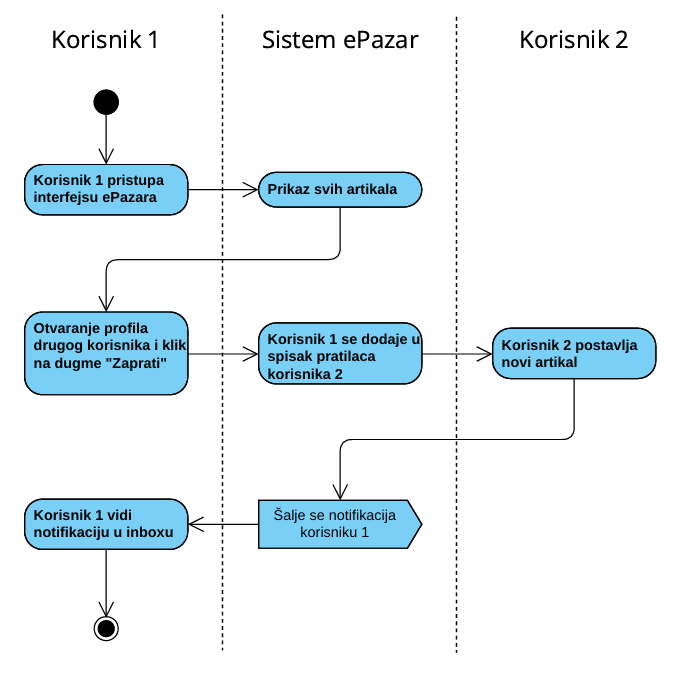 Korisnik 1
Sistem ePazar
Korisnik 2
Korisnik 1 pristupa
interfejsu ePazara
Prikaz svih artikala
Otvaranje profila
drugog korisnika i klik
na dugme "Zaprati"
Korisnik 1 se dodaje u
spisak pratilaca
korisnika 2
Korisnik 2 postavlja
novi artikal
Šalje se notifikacija
korisniku 1
Korisnik 1 vidi
notifikaciju u inboxu